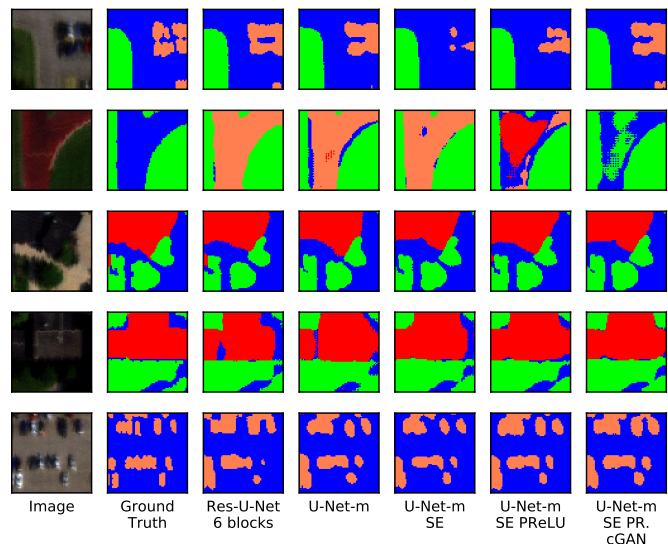 Image
Ground
Truth
Res-U-Net
6 blocks
U-Net-m
U-Net-m
SE
U-Net-m
SE PReLU
U-Net-m
SE PR.
cGAN